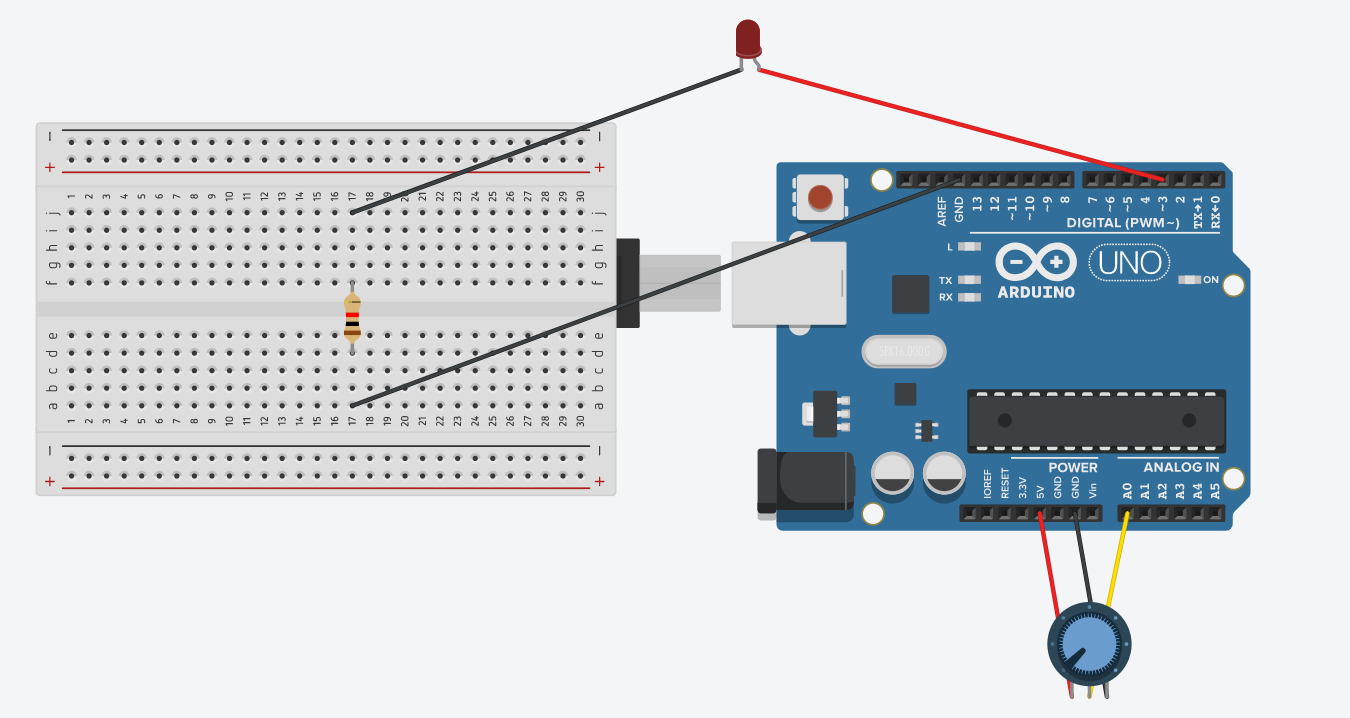 1 2 3 4 5 6 7 8 9 10 11 12 13 14 15 16 17 18 19 20 21 22 23 24 25 26 27 28 29 30
j j
i i
h h
g g
f f
e e
d d
c c
b b
a a
1 2 3 4 5 6 7 8 9 10 11 12 13 14 15 16 17 18 19 20 21 22 23 24 25 26 27 28 29 30
AREF GND 13 12 ~11 ~10 ~9 8 7 ~6 ~5 4 ~3 2 TX→1 RX←0
DIGITAL (PWM~)
L
TX
RX
UNO
ARDUINO
ON
SPK16.000G
POWER ANALOG IN
IOREF RESET 3.3V 5V GND GND Vin A0 A1 A2 A3 A4 A5